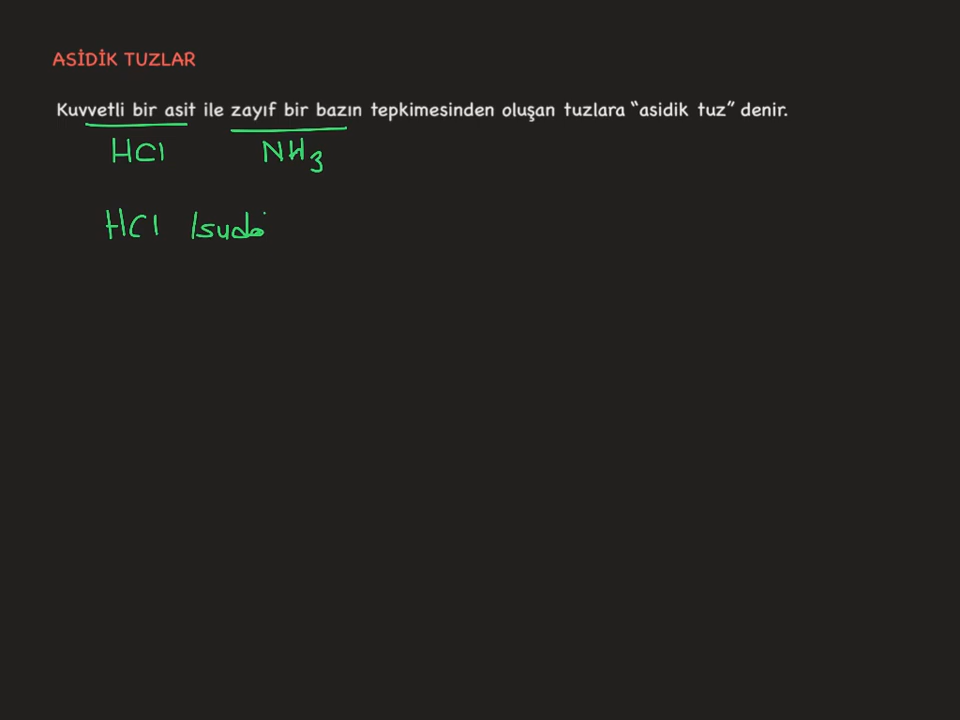 ASİDİK TUZLAR
Kuvvetli bir asit ile zayıf bir bazın tepkimesinden oluşan tuzlara “asidik tuz” denir.
HCl NH3
HCl suda